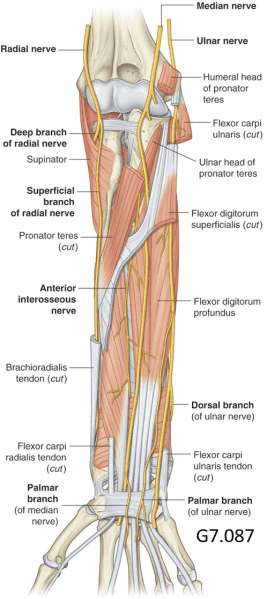 Median nerve
Ulnar nerve
Radial nerve
Humeral head
of pronator
teres
Flexor carpi
ulnaris (cut)
Deep branch
of radial nerve
Supinator
Ulnar head of
pronator teres
Superficial
branch
of radial nerve
Flexor digitorum
superficialis (cut)
Pronator teres
(cut)
Anterior
interosseous
nerve
Flexor digitorum
profundus
Brachioradialis
tendon (cut)
Dorsal branch
(of ulnar nerve)
Flexor carpi
radialis tendon
(cut)
Flexor carpi
ulnaris tendon
(cut)
Palmar
branch
(of median
nerve)
Palmar branch
(of ulnar nerve)
G7.087